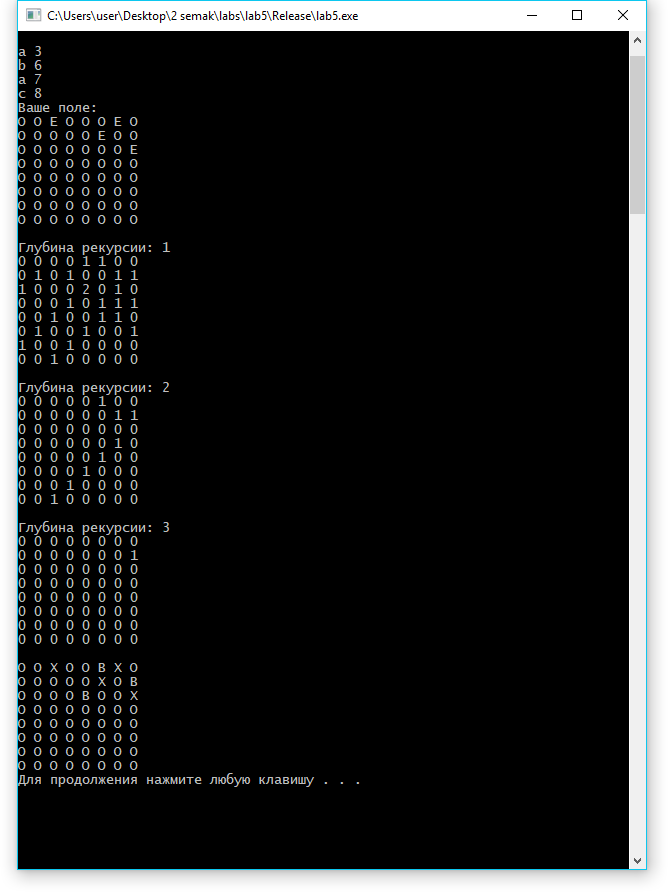 C:\Users\user\Desktop\2 semak\labs\lab5\Release\lab5.exe
a 3
b 6
a 7
c 8
Ваше поле:
0 0 E 0 0 0 E 0
0 0 0 0 0 E 0 0
0 0 0 0 0 0 0 E
0 0 0 0 0 0 0 0
0 0 0 0 0 0 0 0
0 0 0 0 0 0 0 0
0 0 0 0 0 0 0 0
0 0 0 0 0 0 0 0
Глубина рекурсии: 1
0 0 0 0 1 1 0 0
0 1 0 1 0 0 1 1
1 0 0 0 2 0 1 0
0 0 0 1 0 1 1 1
0 0 1 0 0 1 1 0
0 1 0 0 1 0 0 1
1 0 0 1 0 0 0 0
0 0 1 0 0 0 0 0
Глубина рекурсии: 2
0 0 0 0 0 1 0 0
0 0 0 0 0 0 1 1
0 0 0 0 0 0 0 0
0 0 0 0 0 0 1 0
0 0 0 0 0 1 0 0
0 0 0 0 1 0 0 0
0 0 0 1 0 0 0 0
0 0 1 0 0 0 0 0
Глубина рекурсии: 3
0 0 0 0 0 0 0 0
0 0 0 0 0 0 0 1
0 0 0 0 0 0 0 0
0 0 0 0 0 0 0 0
0 0 0 0 0 0 0 0
0 0 0 0 0 0 0 0
0 0 0 0 0 0 0 0
0 0 0 0 0 0 0 0
0 0 X 0 0 B X 0
0 0 0 0 0 X 0 B
0 0 0 0 B 0 0 X
0 0 0 0 0 0 0 0
0 0 0 0 0 0 0 0
0 0 0 0 0 0 0 0
0 0 0 0 0 0 0 0
0 0 0 0 0 0 0 0
Для продолжения нажмите любую клавишу . . .